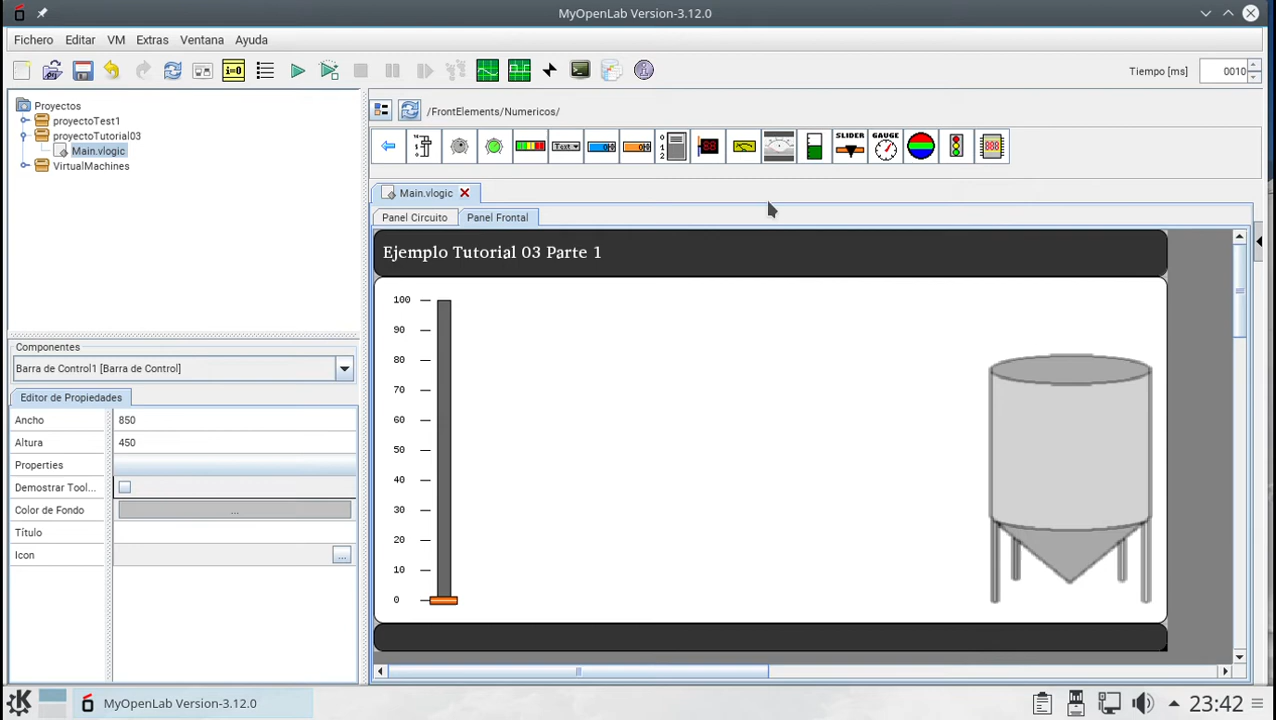 MyOpenLab Version-3.12.0
Fichero Editar VM Extras Ventana Ayuda
i=0
Tiempo [ms] 0010
Proyectos
proyectoTest1
proyectoTutorial03
Main.vlogic
VirtualMachines
/FrontElements/Numericos/
Text
SLIDER
GAUGE
Main.vlogic
Panel Circuito Panel Frontal
Ejemplo Tutorial 03 Parte 1
100
90
80
70
60
50
40
30
20
10
0
Componentes
Barra de Control1 [Barra de Control]
Editor de Propiedades
Ancho 850
Altura 450
Properties
Demostrar Tool...
Color de Fondo ...
Título
Icon ...
MyOpenLab Version-3.12.0
23:42